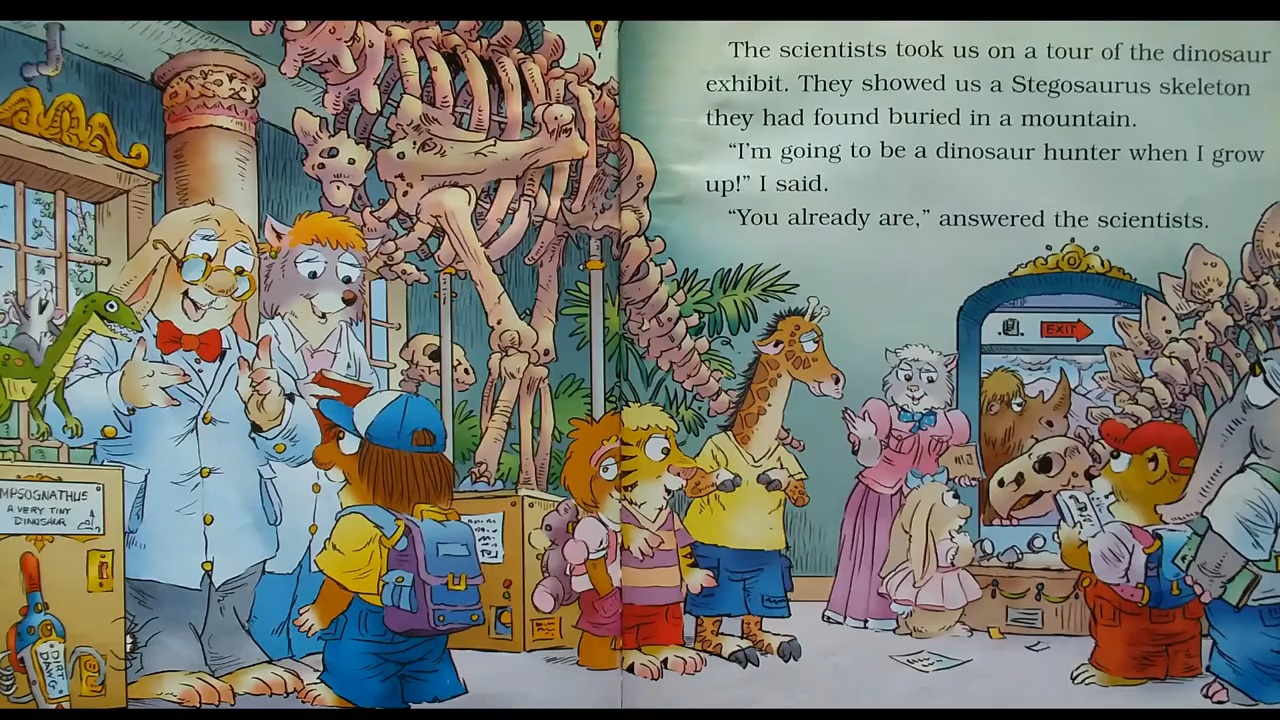 The scientists took us on a tour of the dinosaur
exhibit. They showed us a Stegosaurus skeleton
they had found buried in a mountain.
“I'm going to be a dinosaur hunter when I grow
up!” I said.
“You already are,” answered the scientists.
EXIT
MPSOGNATHUS
A VERY TINY
DINOSAUR
DIRT
DAWG